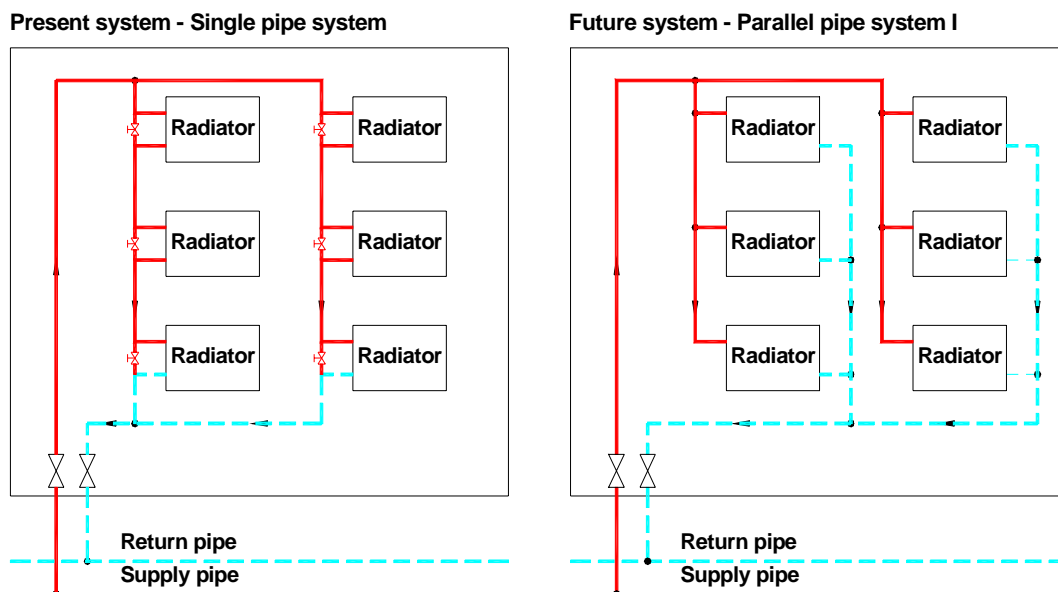 Present system - Single pipe system
Future system - Parallel pipe system I
Radiator
Radiator
Radiator
Radiator
Radiator
Radiator
Radiator
Radiator
Radiator
Radiator
Radiator
Radiator
Return pipe
Supply pipe
Return pipe
Supply pipe